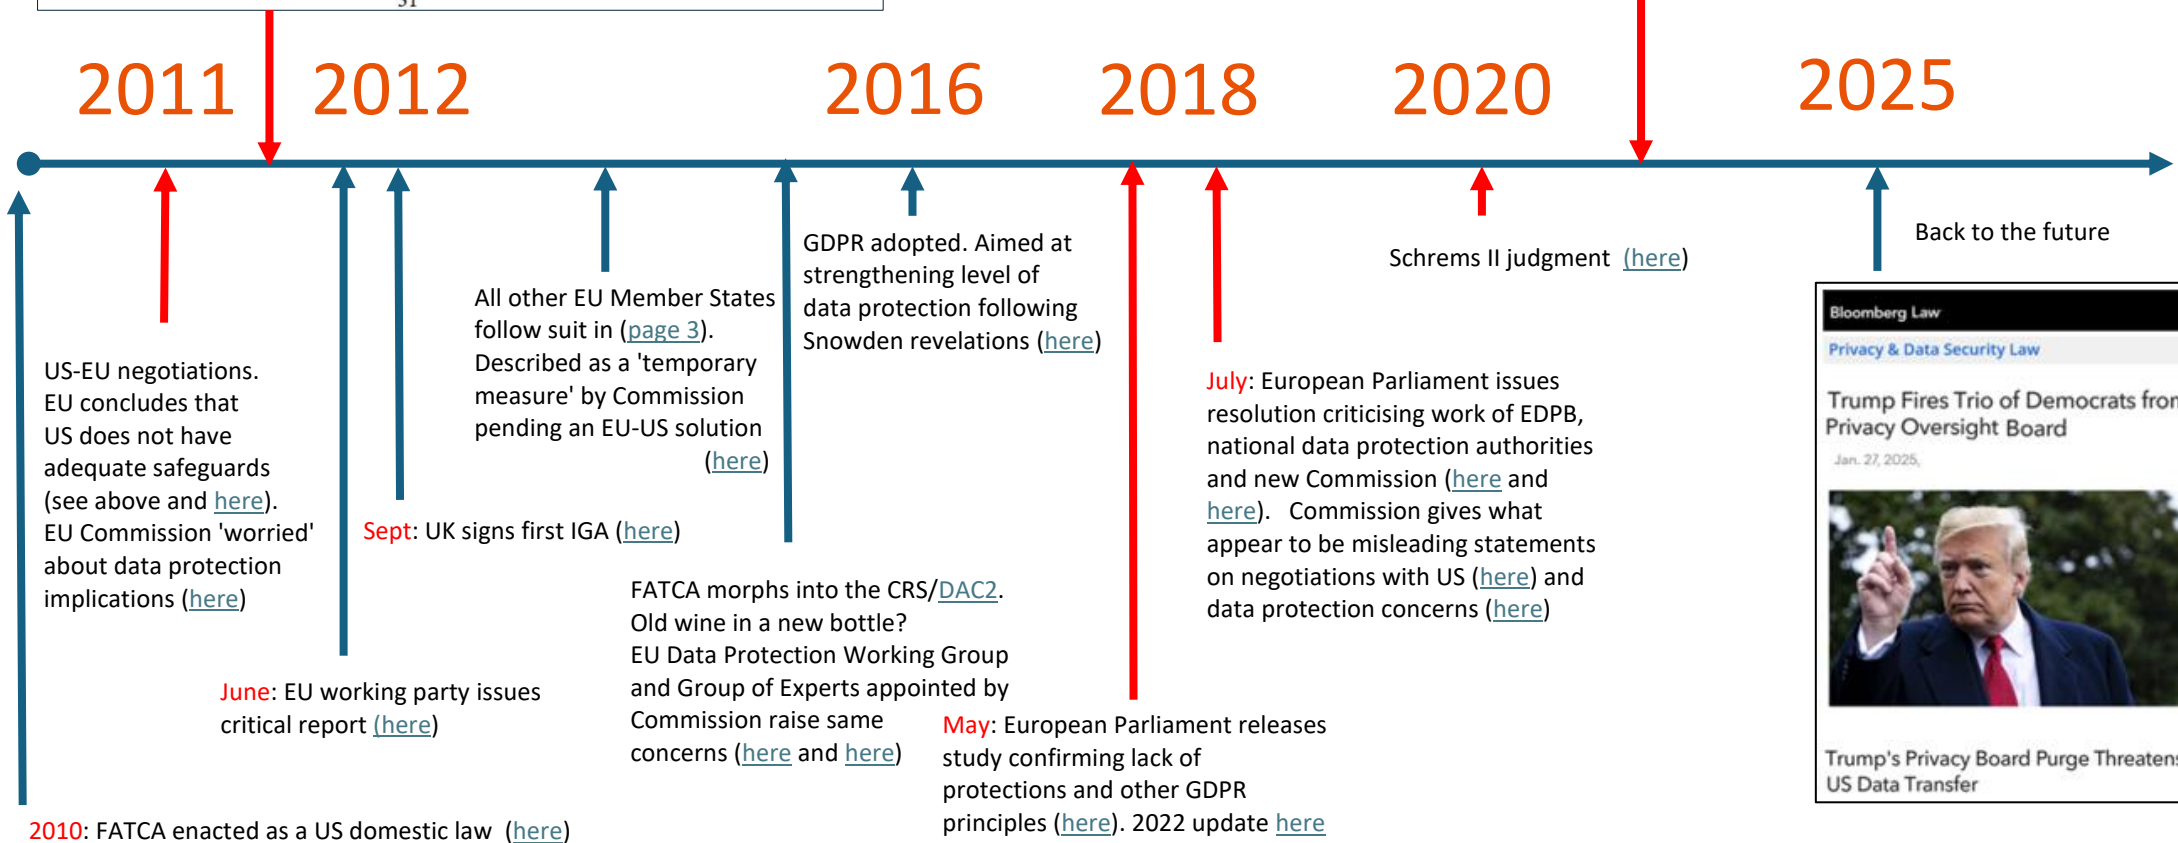 2011
2012
2016
2018
2020
2025
US-EU negotiations.
EU concludes that
US does not have
adequate safeguards
(see above and here).
EU Commission 'worried'
about data protection
implications (here)
2010: FATCA enacted as a US domestic law (here)
June: EU working party issues
critical report (here)
Sept: UK signs first IGA (here)
All other EU Member States
follow suit in (page 3).
Described as a 'temporary
measure' by Commission
pending an EU-US solution
(here)
FATCA morphs into the CRS/DAC2.
Old wine in a new bottle?
EU Data Protection Working Group
and Group of Experts appointed by
Commission raise same
concerns (here and here)
GDPR adopted. Aimed at
strengthening level of
data protection following
Snowden revelations (here)
May: European Parliament releases
study confirming lack of
protections and other GDPR
principles (here). 2022 update here
July: European Parliament issues
resolution criticising work of EDPB,
national data protection authorities
and new Commission (here and
here). Commission gives what
appear to be misleading statements
on negotiations with US (here) and
data protection concerns (here)
Schrems II judgment (here)
Back to the future
Bloomberg Law
Privacy & Data Security Law
Trump Fires Trio of Democrats from
Privacy Oversight Board
Jan. 27, 2025,
Trump's Privacy Board Purge Threatens
US Data Transfer